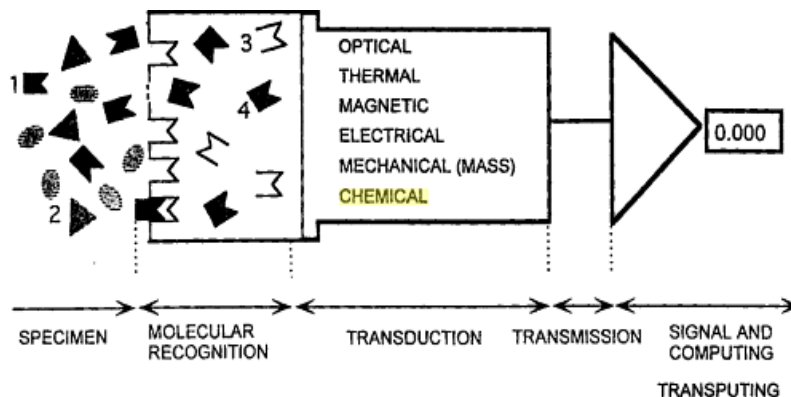 1
2
3
4
OPTICAL
THERMAL
MAGNETIC
ELECTRICAL
MECHANICAL (MASS)
CHEMICAL
0.000
SPECIMEN
MOLECULAR
RECOGNITION
TRANSDUCTION
TRANSMISSION
SIGNAL AND
COMPUTING
TRANSPUTING